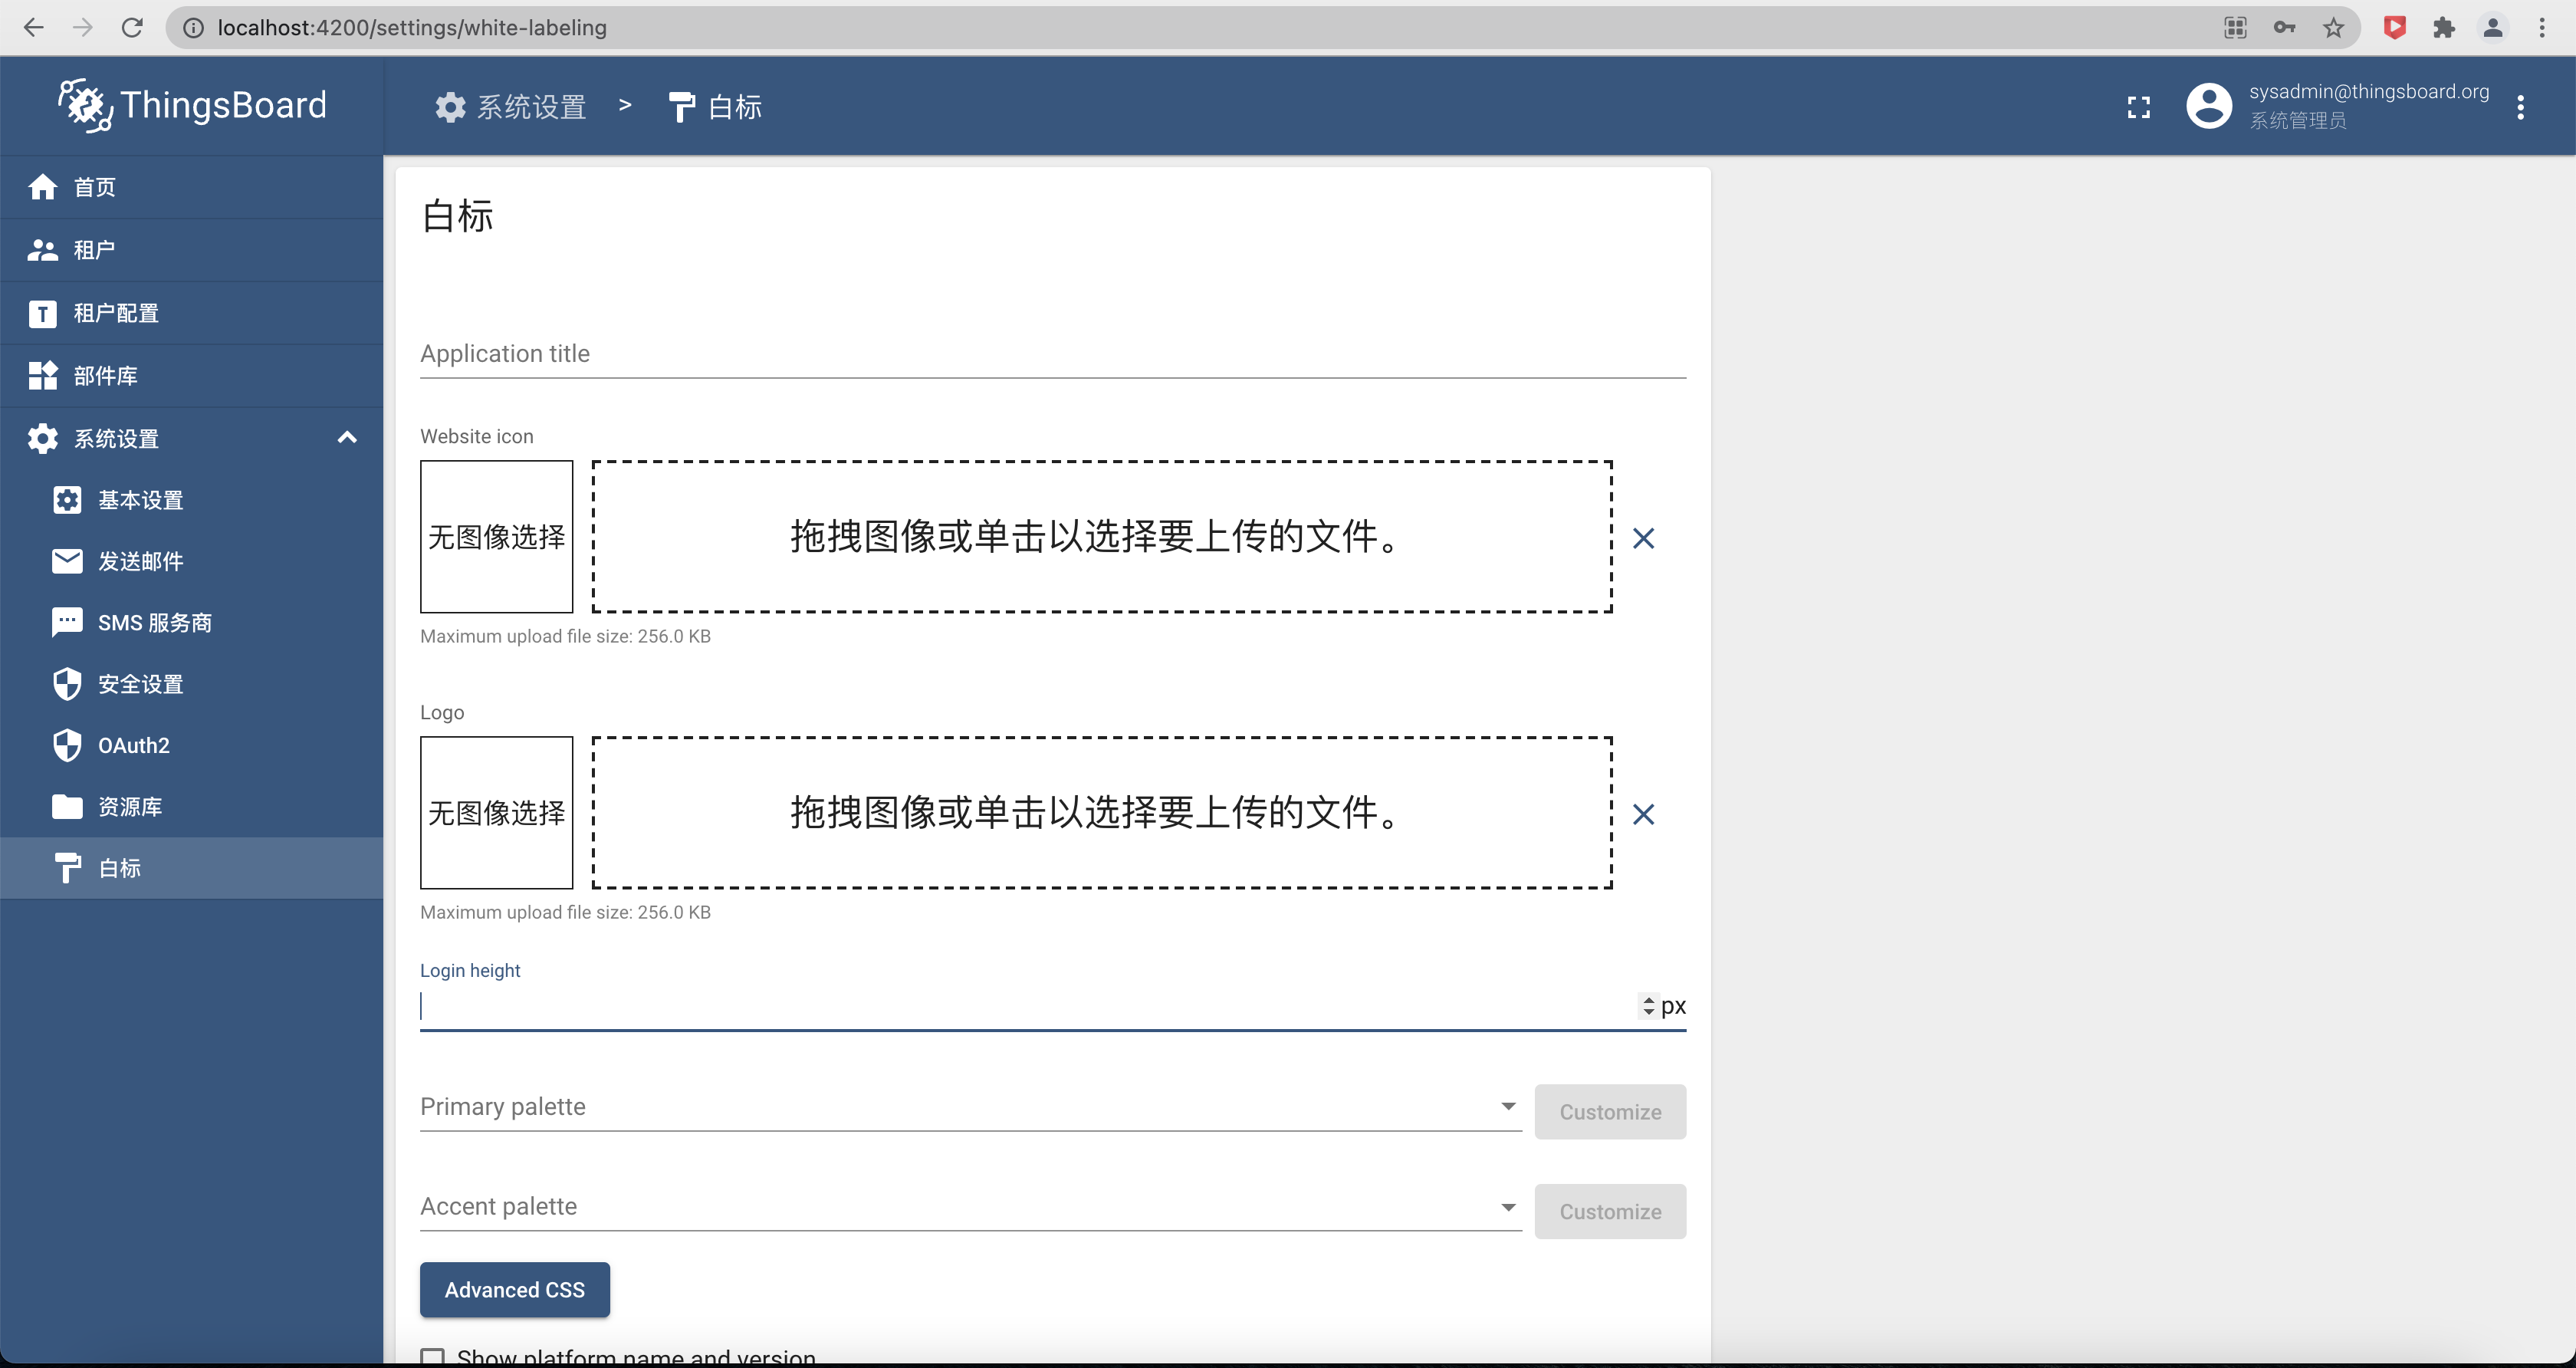 localhost:4200/settings/white-labeling
ThingsBoard
系统设置 > 白标
sysadmin@thingsboard.org
系统管理员
首页
租户
T 租户配置
部件库
系统设置
基本设置
发送邮件
SMS 服务商
安全设置
OAuth2
资源库
白标
白标
Application title
Website icon
无图像选择
拖拽图像或单击以选择要上传的文件。
Maximum upload file size: 256.0 KB
Logo
无图像选择
拖拽图像或单击以选择要上传的文件。
Maximum upload file size: 256.0 KB
Login height
px
Primary palette
Customize
Accent palette
Customize
Advanced CSS
Show platform name and version